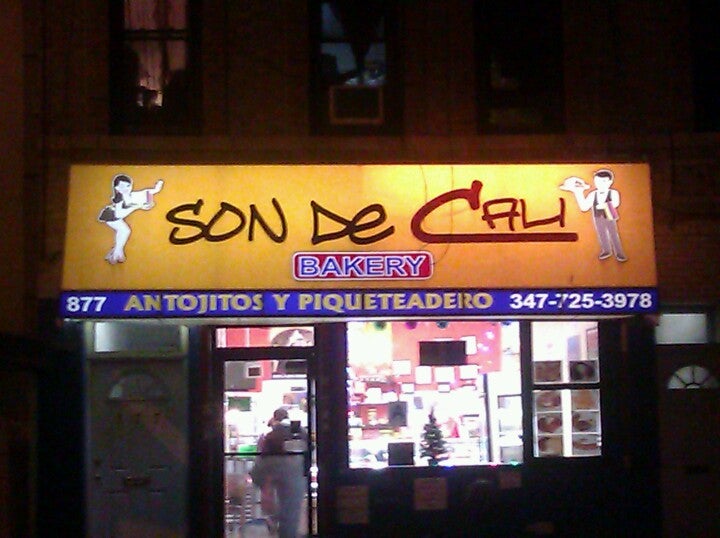 SON DE CALI
BAKERY
877 ANTOJITOS Y PIQUETEADERO 347-725-3978